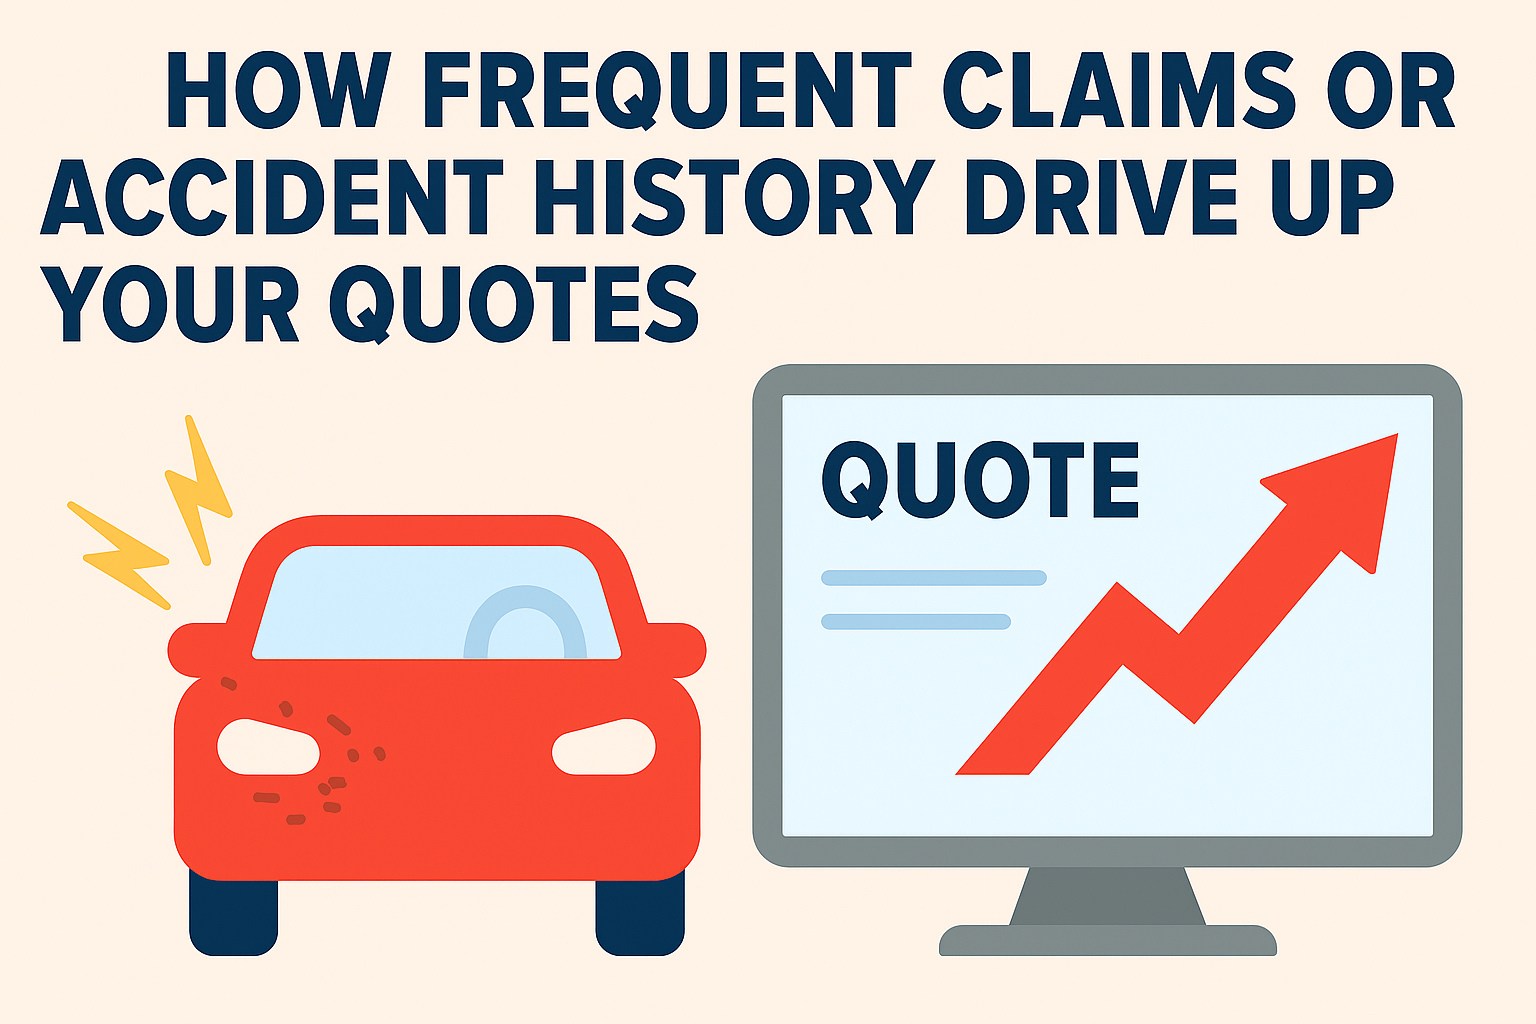 HOW FREQUENT CLAIMS OR
ACCIDENT HISTORY DRIVE UP
YOUR QUOTES
QUOTE